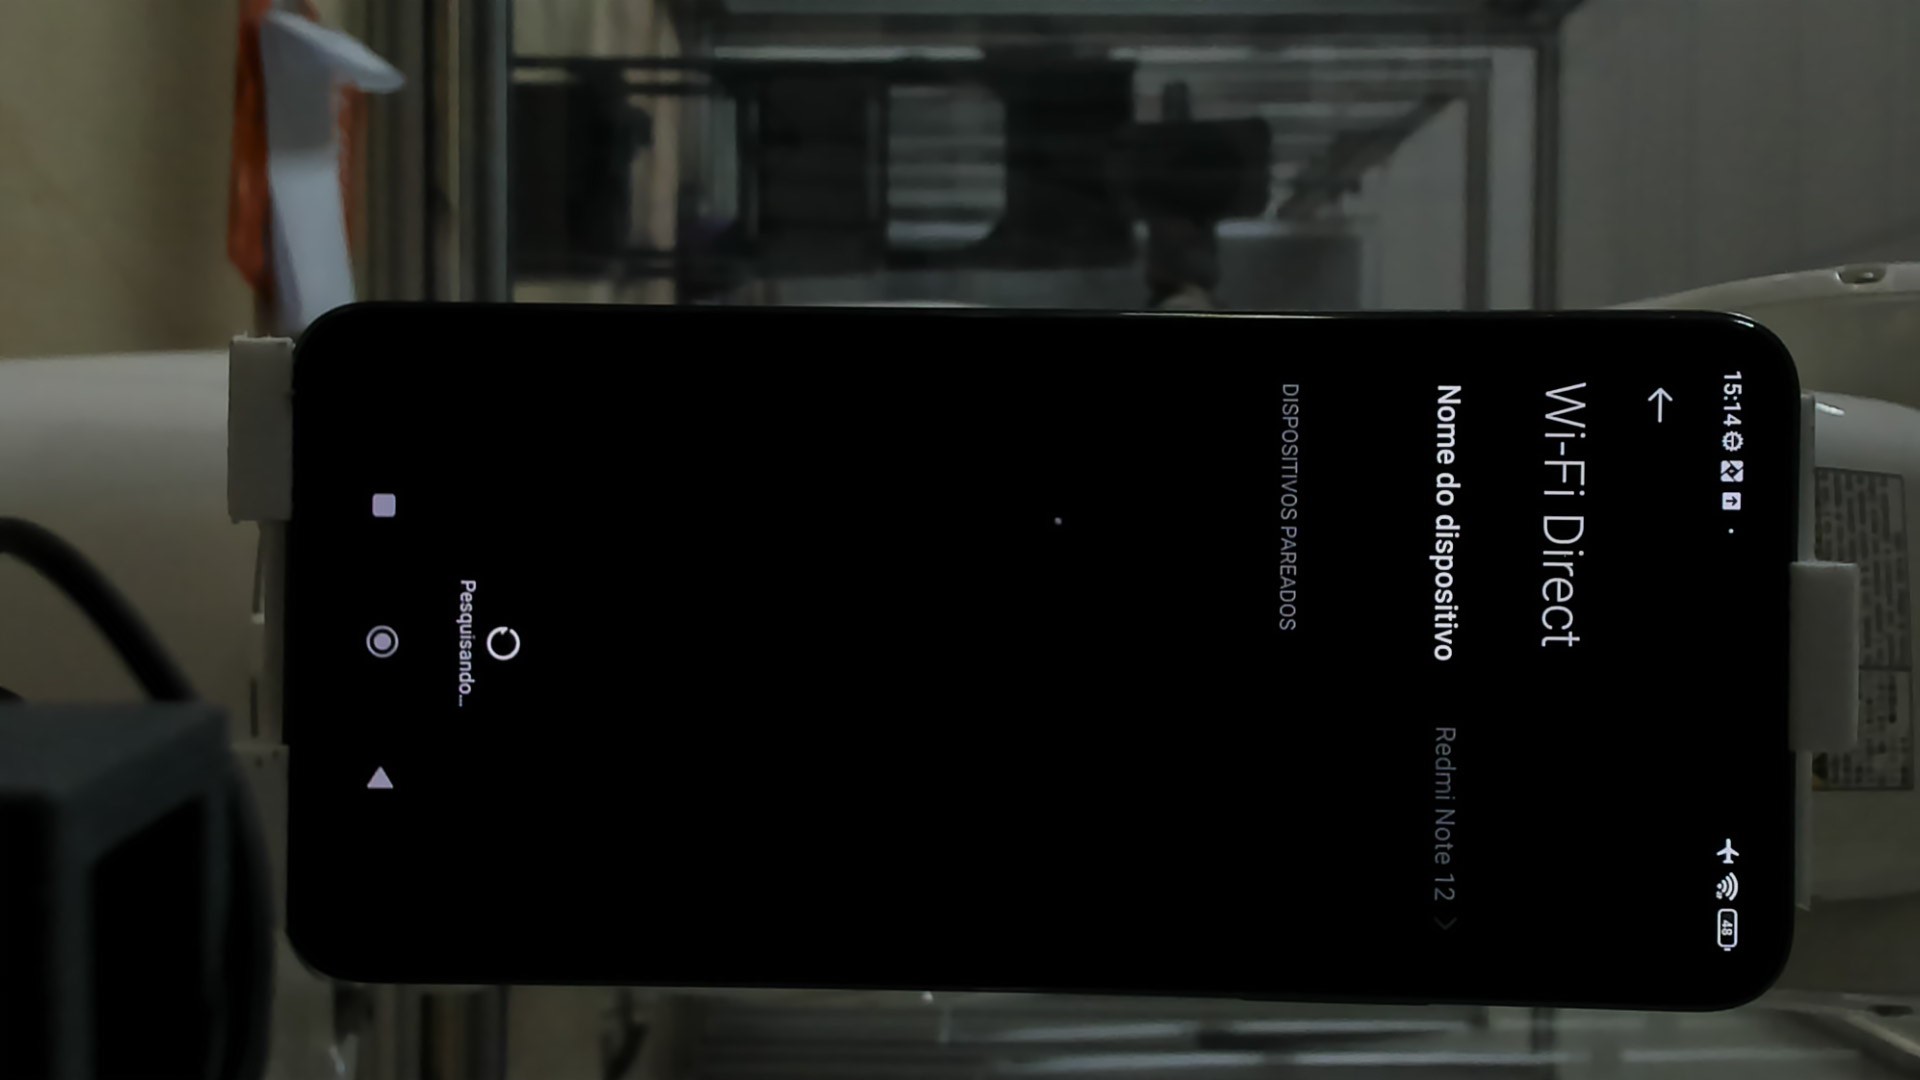 15:14
48
Wi-Fi Direct
Nome do dispositivo
Redmi Note 12
DISPOSITIVOS PAREADOS
Pesquisando...